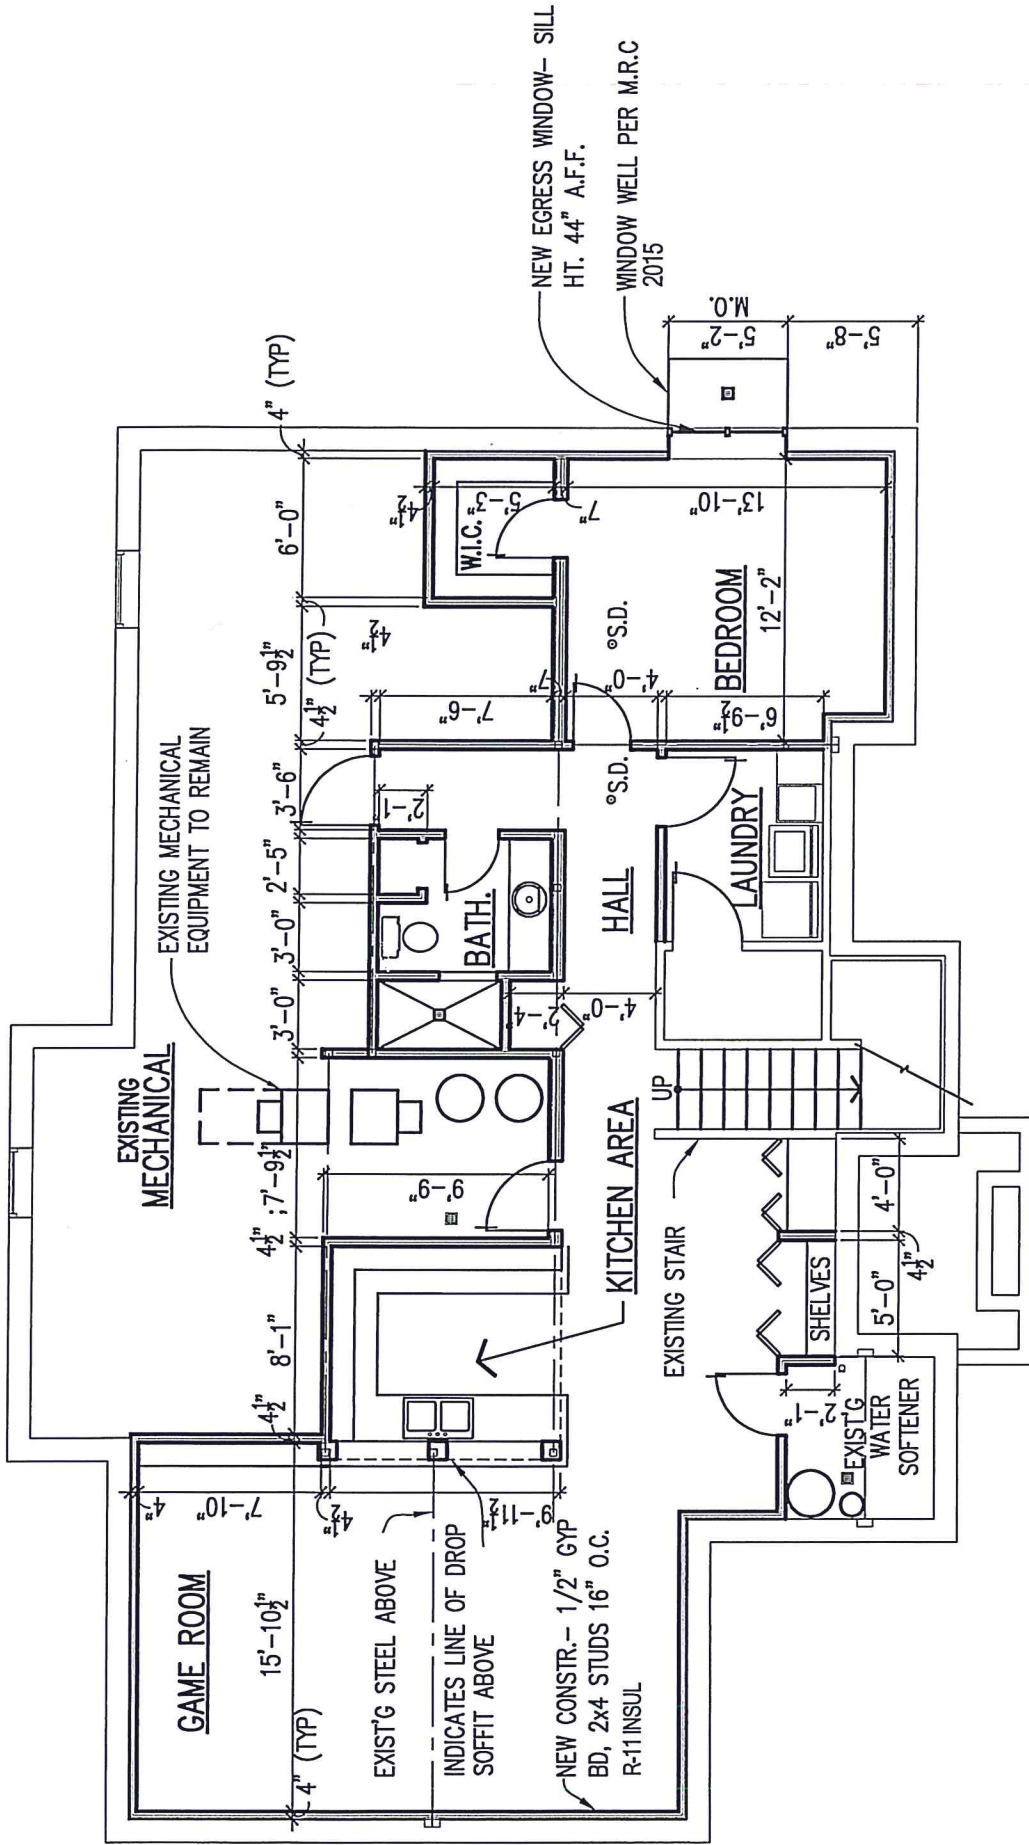 GAME ROOM
15'-10½"
4" (TYP)
EXIST'G STEEL ABOVE
INDICATES LINE OF DROP
SOFFIT ABOVE
NEW CONSTR.- 1/2" GYP
BD, 2x4 STUDS 16" O.C.
R-11 INSUL
4"
7'-10"
4½"
9'-11½"
4½"
8'-1"
4½" ; 7'-9½"
3'-0"
3'-0"
2'-5"
3'-6"
4½" (TYP)
5'-9½"
6'-0"
4" (TYP)
EXISTING
MECHANICAL
EXISTING MECHANICAL
EQUIPMENT TO REMAIN
9'-9"
KITCHEN AREA
EXISTING STAIR
UP
BATH.
2'-1
2'-4
4'-0"
HALL
S.D.
LAUNDRY
7'-6"
7"
4'-0"
6'-9½"
4½"
4½"
5'-3"
W.I.C.
7"
13'-10"
S.D.
BEDROOM
12'-2"
NEW EGRESS WINDOW- SILL
HT. 44" A.F.F.
WINDOW WELL PER M.R.C
2015
M.O.
5'-2"
5'-8"
SHELVES
5'-0"
4½"
4'-0"
2'-1"
EXIST'G
WATER
SOFTENER